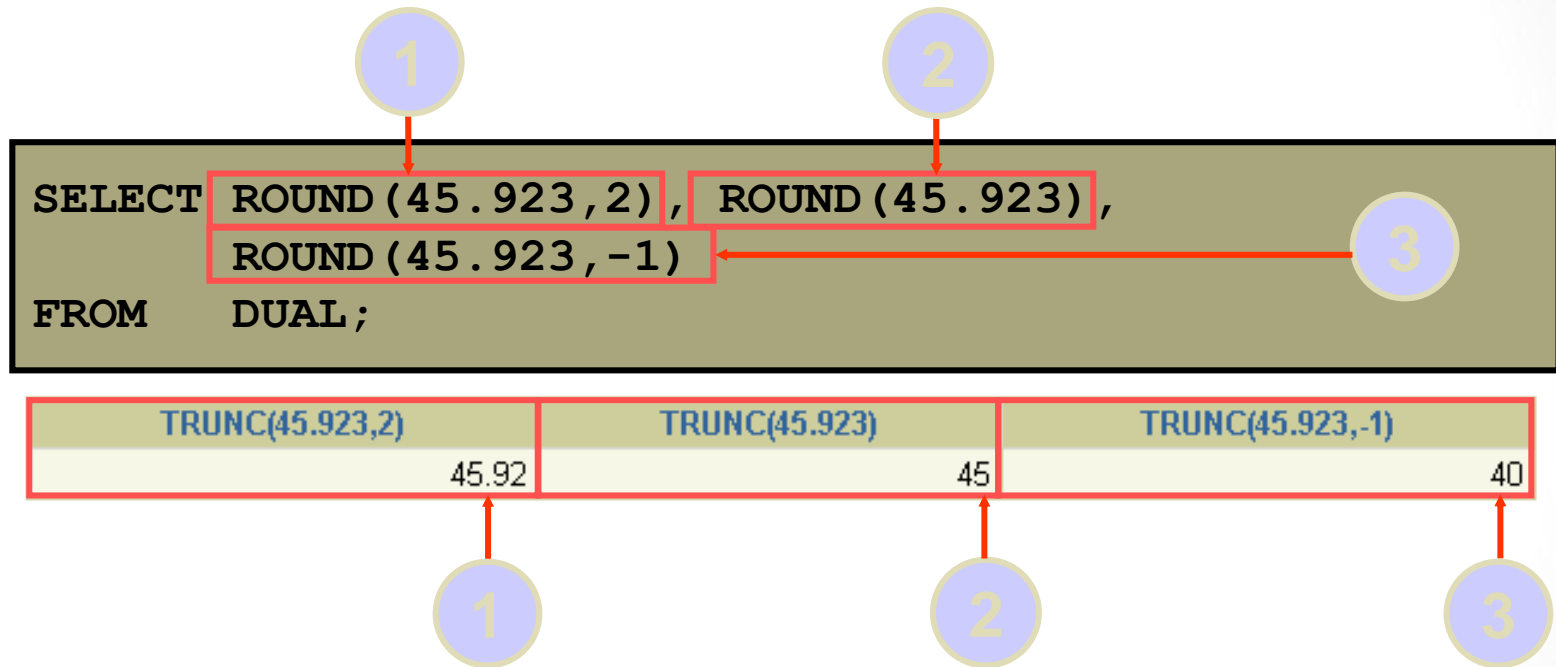 1 2
SELECT ROUND(45.923,2), ROUND(45.923),
ROUND(45.923,-1)
3
FROM DUAL;
TRUNC(45.923,2) TRUNC(45.923) TRUNC(45.923,-1)
45.92 45 40
1 2 3